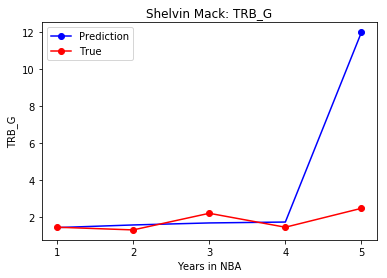 Shelvin Mack: TRB_G
Prediction
True
12
10
8
6
4
2
TRB_G
1 2 3 4 5
Years in NBA